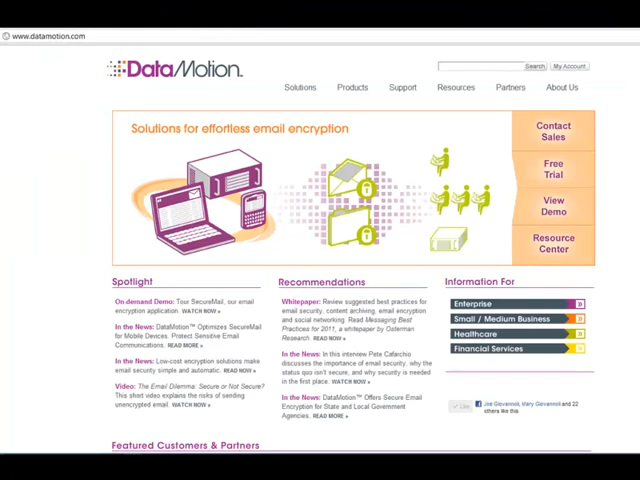 www.datamotion.com
DataMotion.
Search
My Account
Solutions
Products
Support
Resources
Partners
About Us
Solutions for effortless email encryption
Contact
Sales
Free
Trial
View
Demo
Resource
Center
Spotlight
On-demand Demo: Tour SecureMail, our email
encryption application. WATCH NOW »
In the News: DataMotion™ Optimizes SecureMail
for Mobile Devices. Protect Sensitive Email
Communications. READ MORE »
In the News: Low-cost encryption solutions make
email security simple and automatic. READ NOW »
Video: The Email Dilemma: Secure or Not Secure?
This short video explains the risks of sending
unencrypted email. WATCH NOW »
Recommendations
Whitepaper: Review suggested best practices for
email security, content archiving, email encryption
and social networking. Read Messaging Best
Practices for 2011, a whitepaper by Osterman
Research. READ NOW »
In the News: In this interview Pete Cafarchio
discusses the importance of email security, why the
status quo isn't secure, and why security is needed
in the first place. WATCH NOW »
In the News: DataMotion™ Offers Secure Email
Encryption for State and Local Government
Agencies. READ MORE »
Information For
Enterprise
Small / Medium Business
Healthcare
Financial Services
Like
Joe Giovannoli, Mary Giovannoli and 22
others like this.
Featured Customers & Partners